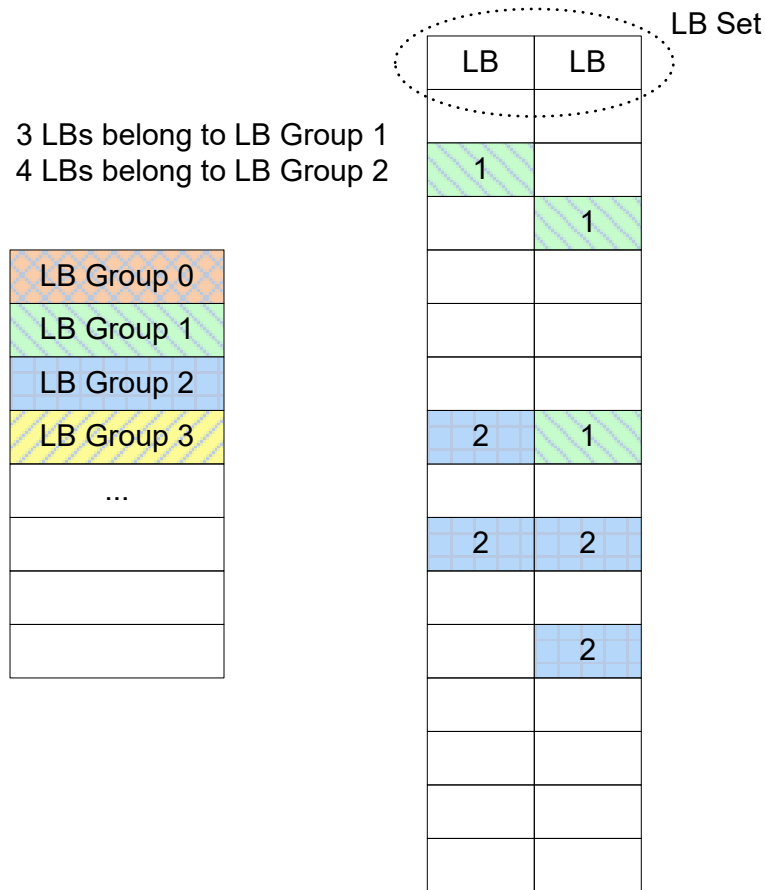 LB Set
LB LB
3 LBs belong to LB Group 1
4 LBs belong to LB Group 2
1
1
LB Group 0
LB Group 1
LB Group 2
LB Group 3
2 1
...
2 2
2